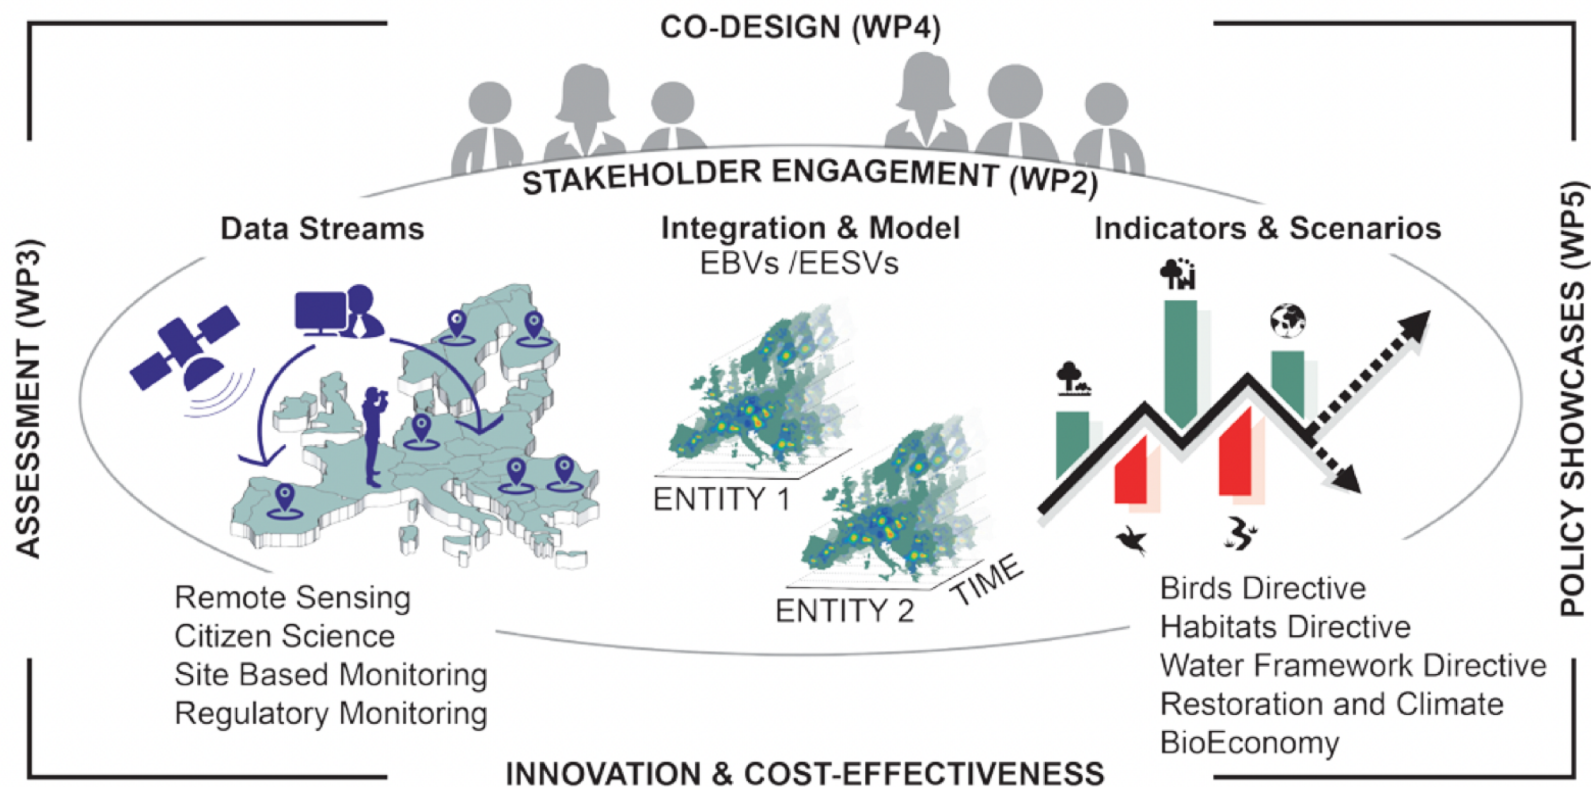 CO-DESIGN (WP4)
STAKEHOLDER ENGAGEMENT (WP2)
ASSESSMENT (WP3)
Data Streams
Remote Sensing
Citizen Science
Site Based Monitoring
Regulatory Monitoring
Integration & Model
EBVs /EESVs
ENTITY 1
ENTITY 2
TIME
Indicators & Scenarios
Birds Directive
Habitats Directive
Water Framework Directive
Restoration and Climate
BioEconomy
POLICY SHOWCASES (WP5)
INNOVATION & COST-EFFECTIVENESS